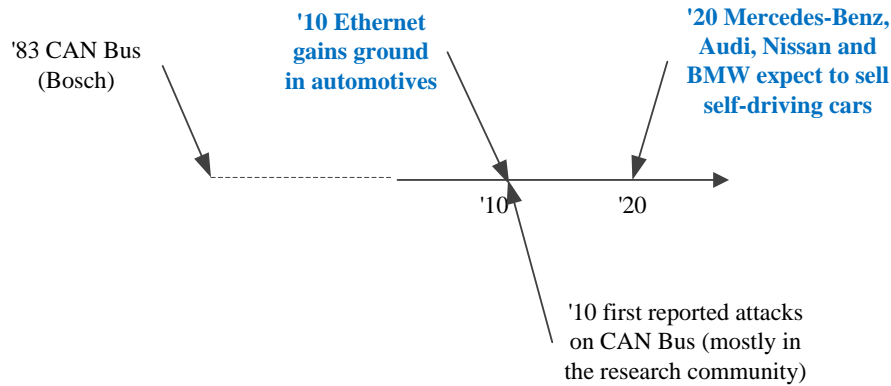 '83 CAN Bus
(Bosch)
'10 Ethernet
gains ground
in automotives
'20 Mercedes-Benz,
Audi, Nissan and
BMW expect to sell
self-driving cars
'10
'20
'10 first reported attacks
on CAN Bus (mostly in
the research community)